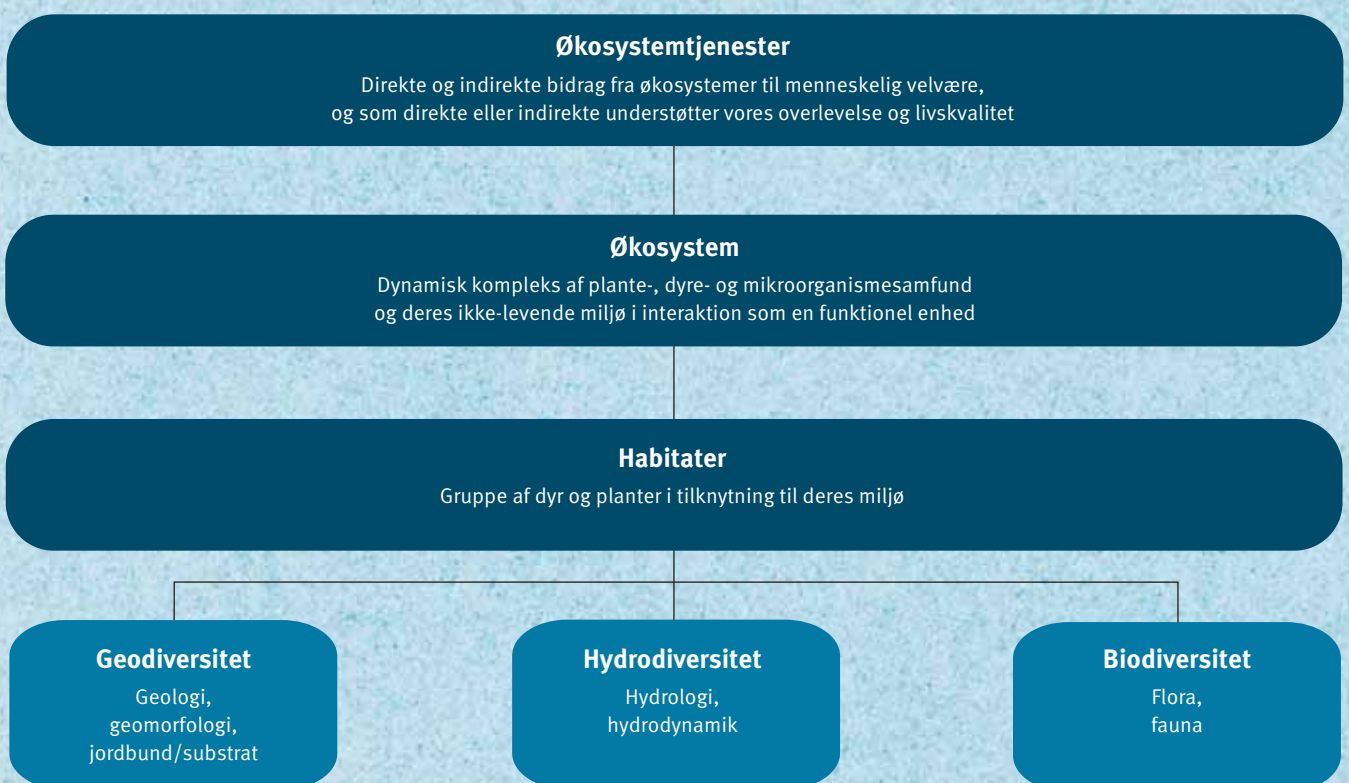 Økosystemtjenester
Direkte og indirekte bidrag fra økosystemer til menneskelig velvære,
og som direkte eller indirekte understøtter vores overlevelse og livskvalitet
Økosystem
Dynamisk kompleks af plante-, dyre- og mikroorganismesamfund
og deres ikke-levende miljø i interaktion som en funktionel enhed
Habitater
Gruppe af dyr og planter i tilknytning til deres miljø
Geodiversitet
Geologi,
geomorfologi,
jordbund/substrat
Hydrodiversitet
Hydrologi,
hydrodynamik
Biodiversitet
Flora,
fauna